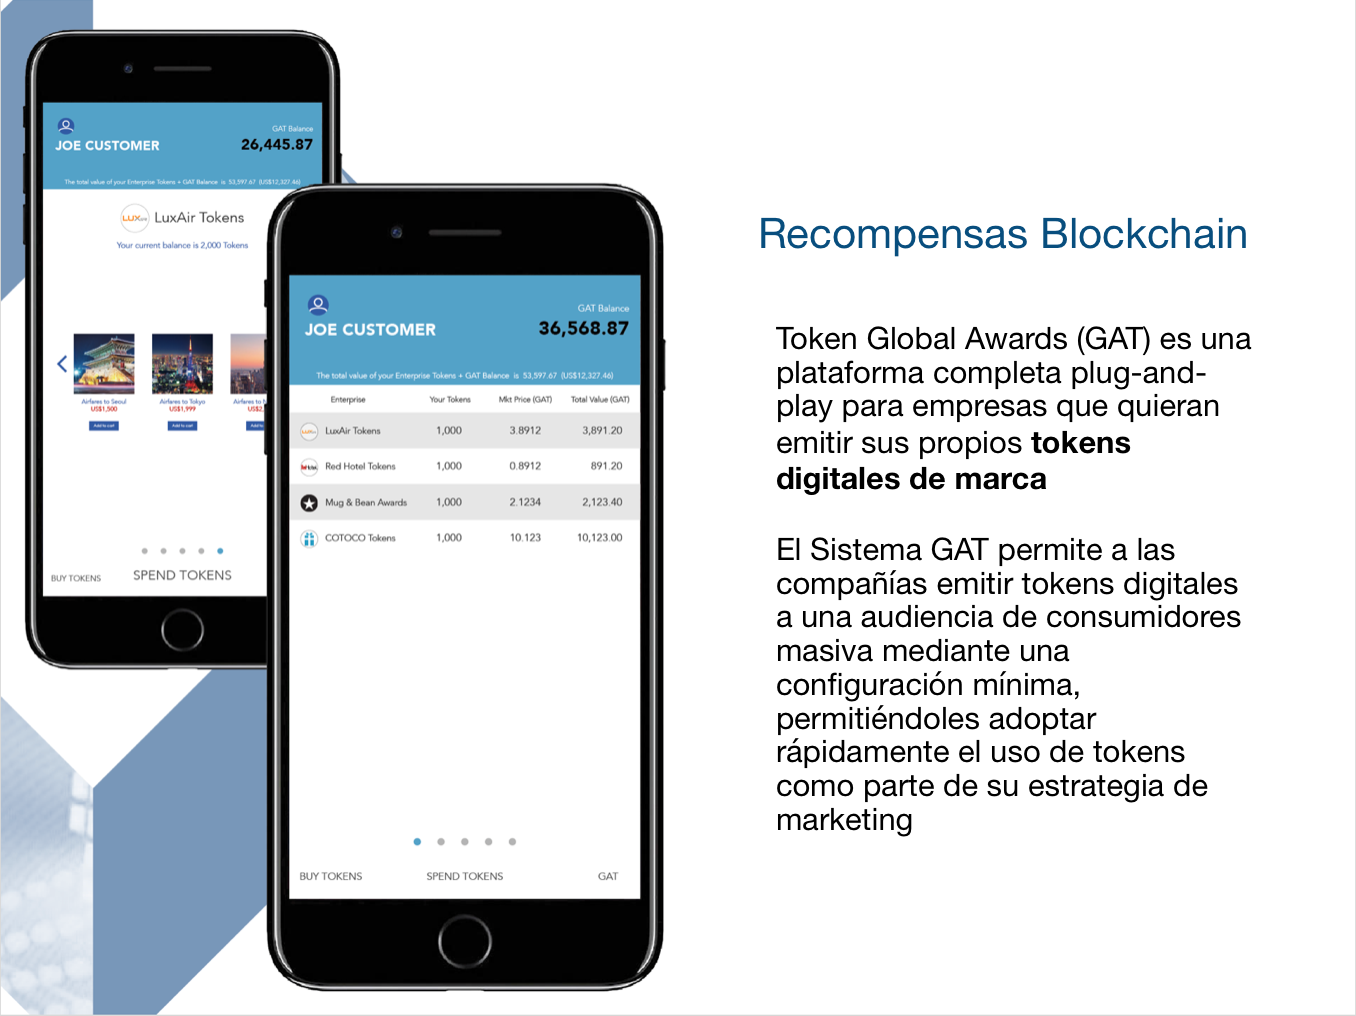 JOE CUSTOMER
GAT Balance
26,445.87
The total value of your Enterprise Tokens + GAT Balance is 53,597.67 (US$12,327.46)
LUX
LuxAir Tokens
Your current balance is 2,000 Tokens
Airfares to Seoul
US$1,500
Add to cart
Airfares to Tokyo
US$1,999
Add to cart
Airfares to
US$2,
Add to cart
BUY TOKENS
SPEND TOKENS
JOE CUSTOMER
GAT Balance
36,568.87
The total value of your Enterprise Tokens + GAT Balance is 53,597.67 (US$12,327.46)
Enterprise Your Tokens Mkt Price (GAT) Total Value (GAT)
LuxAir Tokens 1,000 3.8912 3,891.20
Red Hotel Tokens 1,000 0.8912 891.20
Mug & Bean Awards 1,000 2.1234 2,123.40
COTOCO Tokens 1,000 10.123 10,123.00
BUY TOKENS SPEND TOKENS GAT
Recompensas Blockchain
Token Global Awards (GAT) es una
plataforma completa plug-and-
play para empresas que quieran
emitir sus propios tokens
digitales de marca
El Sistema GAT permite a las
compañías emitir tokens digitales
a una audiencia de consumidores
masiva mediante una
configuración mínima,
permitiéndoles adoptar
rápidamente el uso de tokens
como parte de su estrategia de
marketing